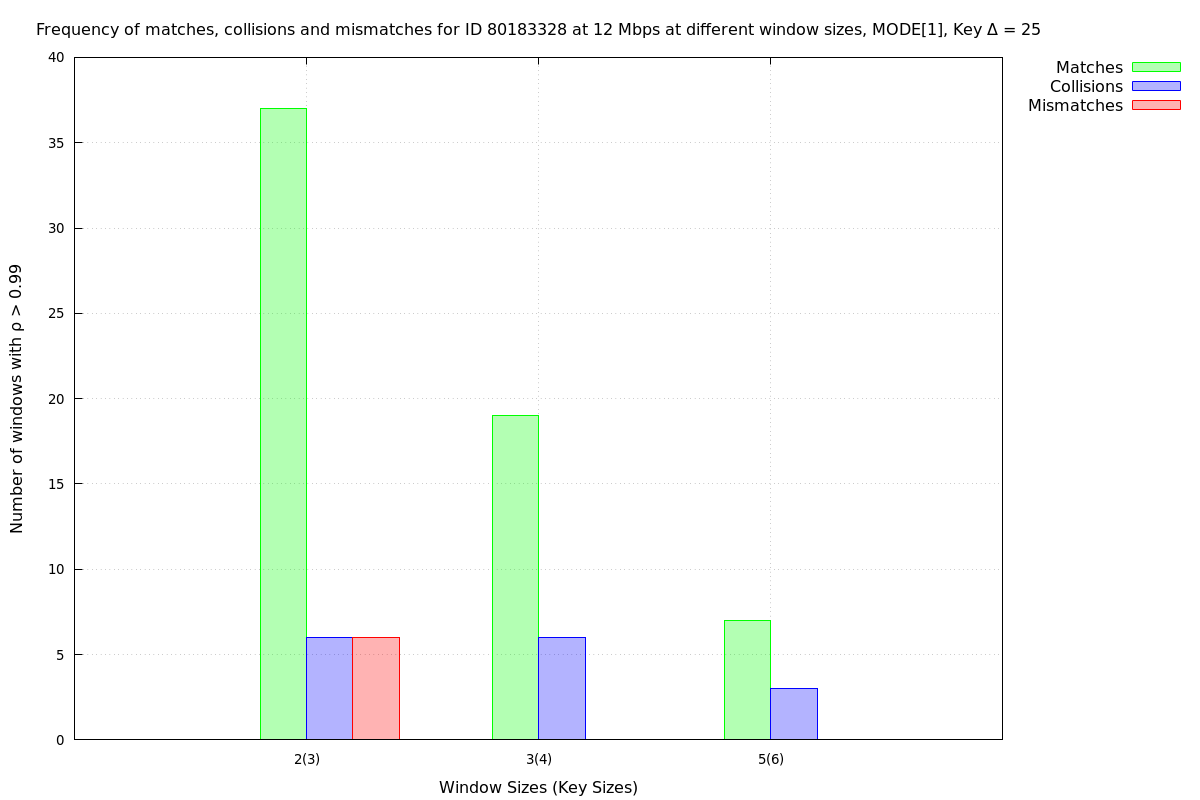 Frequency of matches, collisions and mismatches for ID 80183328 at 12 Mbps at different window sizes, MODE[1], Key Δ = 25
Matches
Collisions
Mismatches
Number of windows with ρ > 0.99
40
35
30
25
20
15
10
5
0
2(3) 3(4) 5(6)
Window Sizes (Key Sizes)